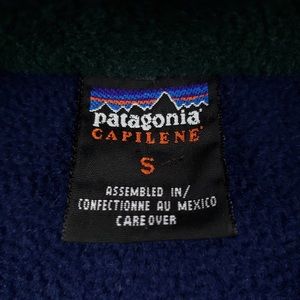 patagonia
CAPILENE®
S
ASSEMBLED IN/
CONFECTIONNE AU MEXICO
CARE OVER